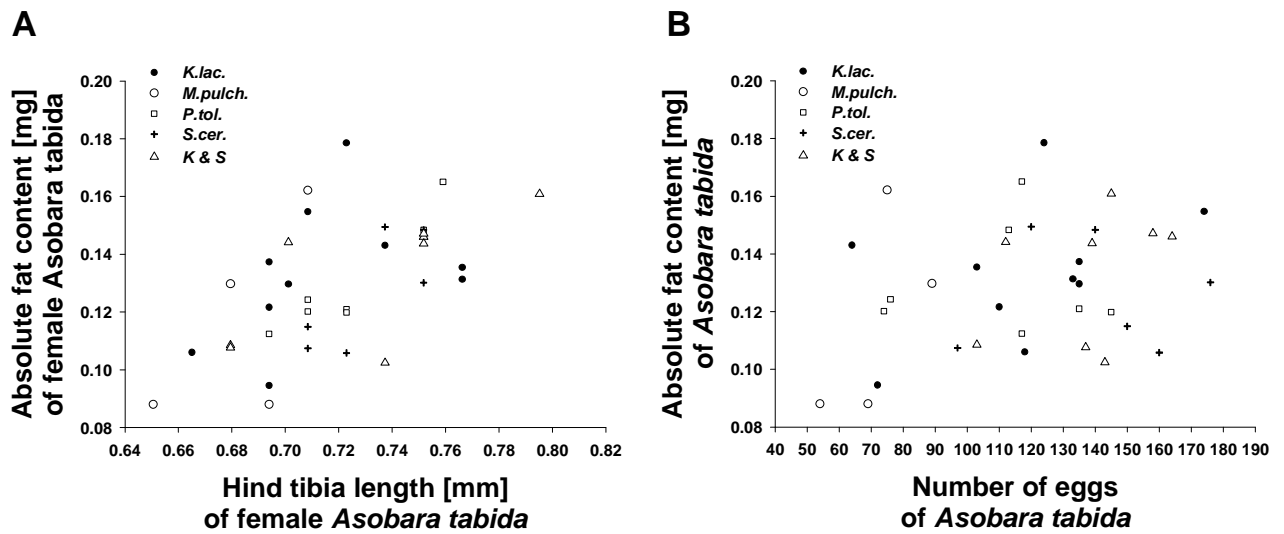 A
K.lac.
M.pulch.
P.tol.
S.cer.
K & S
Absolute fat content [mg]
of female Asobara tabida
0.20
0.18
0.16
0.14
0.12
0.10
0.08
0.64 0.66 0.68 0.70 0.72 0.74 0.76 0.78 0.80 0.82
Hind tibia length [mm]
of female Asobara tabida
B
K.lac.
M.pulch.
P.tol.
S.cer.
K & S
Absolute fat content [mg]
of Asobara tabida
0.20
0.18
0.16
0.14
0.12
0.10
0.08
40 50 60 70 80 90 100 110 120 130 140 150 160 170 180 190
Number of eggs
of Asobara tabida